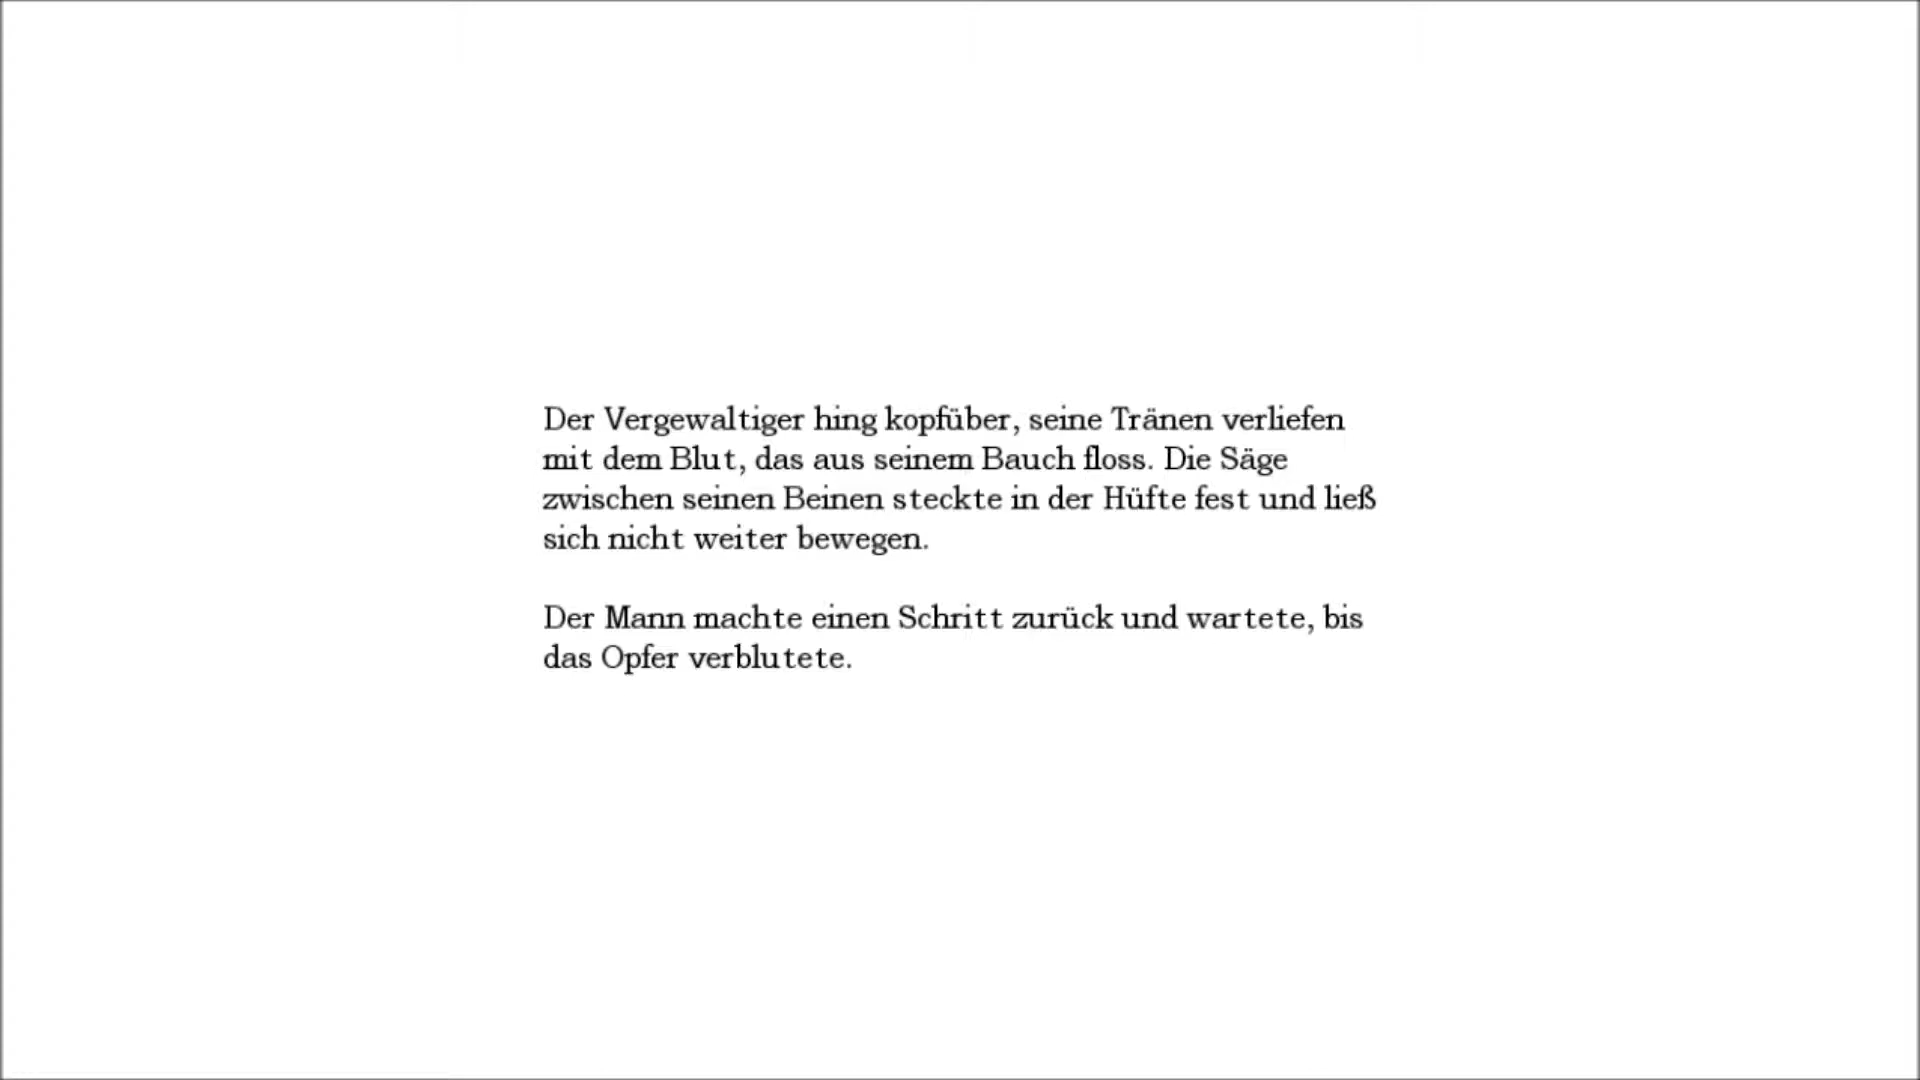 Der Vergewaltiger hing kopfüber, seine Tränen verliefen
mit dem Blut, das aus seinem Bauch floss. Die Säge
zwischen seinen Beinen steckte in der Hüfte fest und ließ
sich nicht weiter bewegen.
Der Mann machte einen Schritt zurück und wartete, bis
das Opfer verblutete.